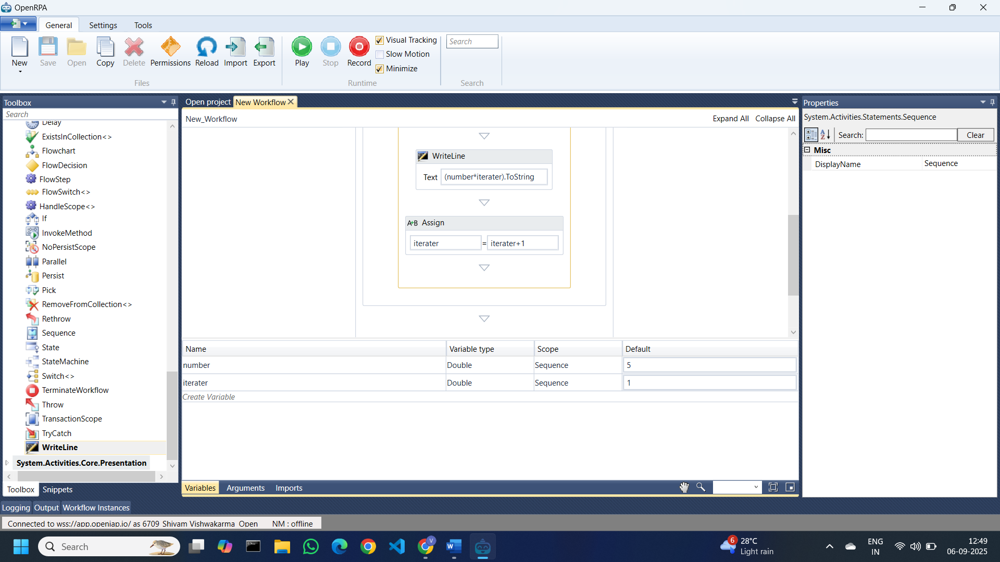 OpenRPA
General Settings Tools
New Save Open Copy Delete Permissions Reload Import Export
Files
Play Stop Record
Visual Tracking
Slow Motion
Minimize
Runtime
Search
Search
Toolbox
Search
Delay
ExistsInCollection<>
Flowchart
FlowDecision
FlowStep
FlowSwitch<>
HandleScope<>
If
InvokeMethod
NoPersistScope
Parallel
Persist
Pick
RemoveFromCollection<>
Rethrow
Sequence
State
StateMachine
Switch<>
TerminateWorkflow
Throw
TransactionScope
TryCatch
WriteLine
System.Activities.Core.Presentation
Toolbox Snippets
Open project New Workflow
New_Workflow Expand All Collapse All
WriteLine
Text (number*iterater).ToString
A B Assign
iterater = iterater+1
Name Variable type Scope Default
number Double Sequence 5
iterater Double Sequence 1
Create Variable
Variables Arguments Imports
Properties
System.Activities.Statements.Sequence
A Z Search: Clear
Misc
DisplayName Sequence
Logging Output Workflow Instances
Connected to wss://app.openiap.io/ as 6709 Shivam Vishwakarma Open NM : offline
Search
V
W
6
28°C
Light rain
ENG
IN
12:49
06-09-2025